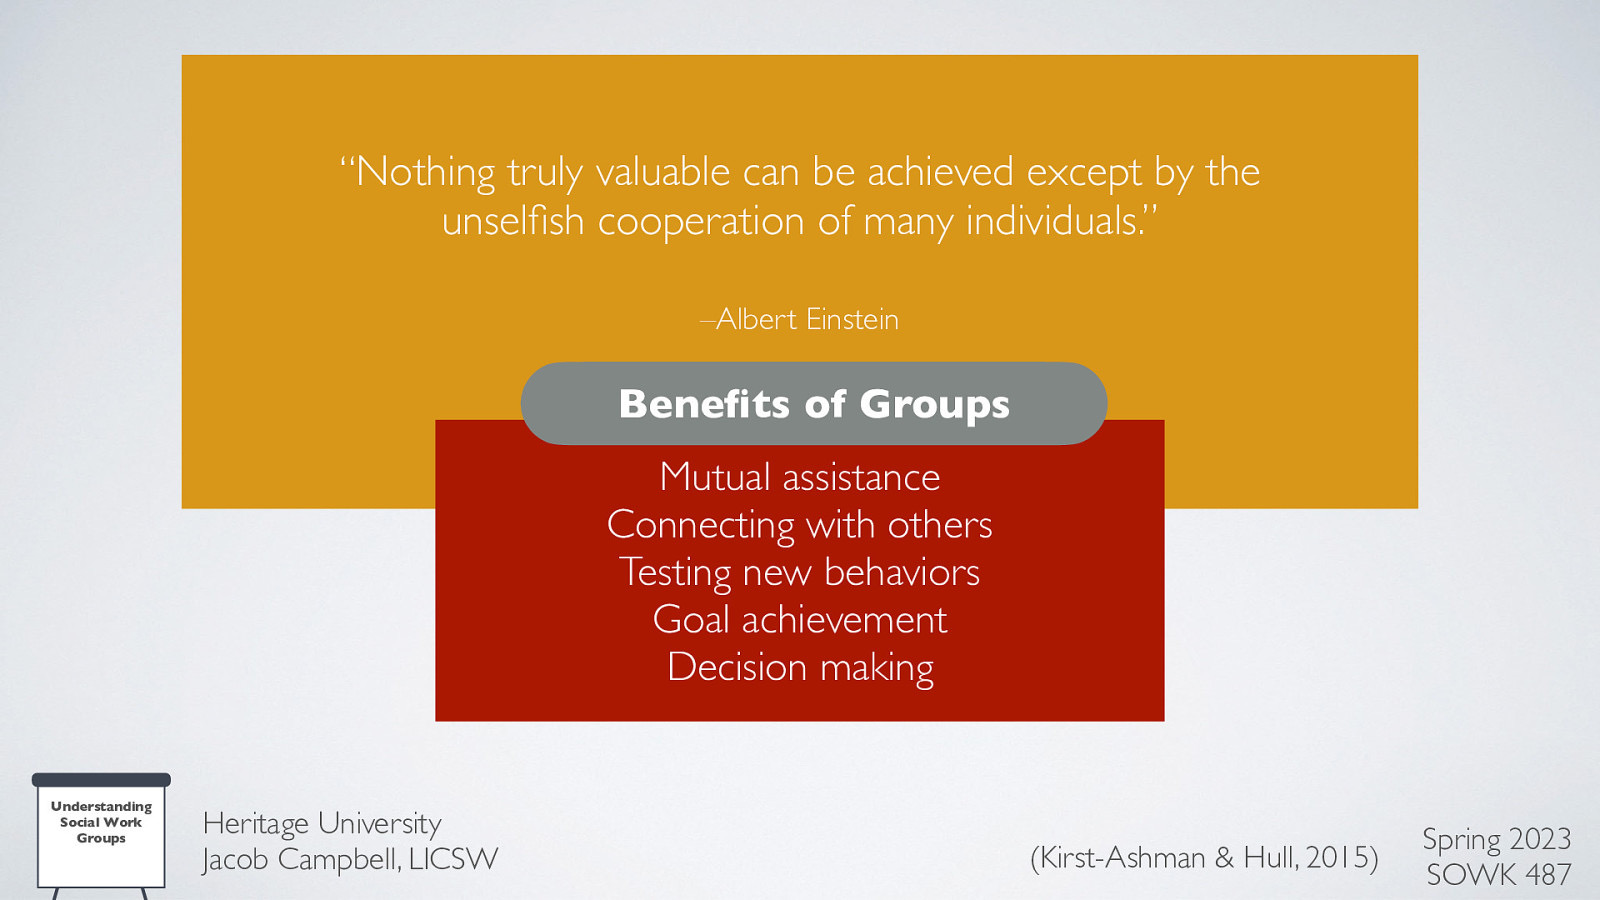 “Nothing truly valuable can be achieved except by the
unselfish cooperation of many individuals.”
–Albert Einstein
Benefits of Groups
Mutual assistance
Connecting with others
Testing new behaviors
Goal achievement
Decision making
Understanding
Social Work
Groups
Heritage University
Jacob Campbell, LICSW
(Kirst-Ashman & Hull, 2015)
Spring 2023
SOWK 487